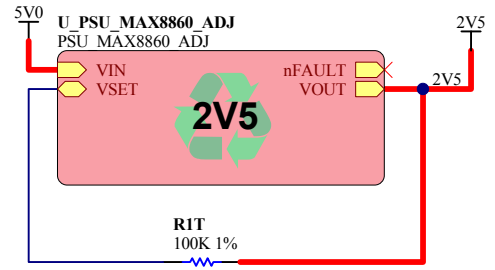 5V0
U_PSU_MAX8860_ADJ
2V5
PSU_MAX8860_ADJ
VIN
nFAULT
VSET
VOUT
2V5
2V5
R1T
100K 1%